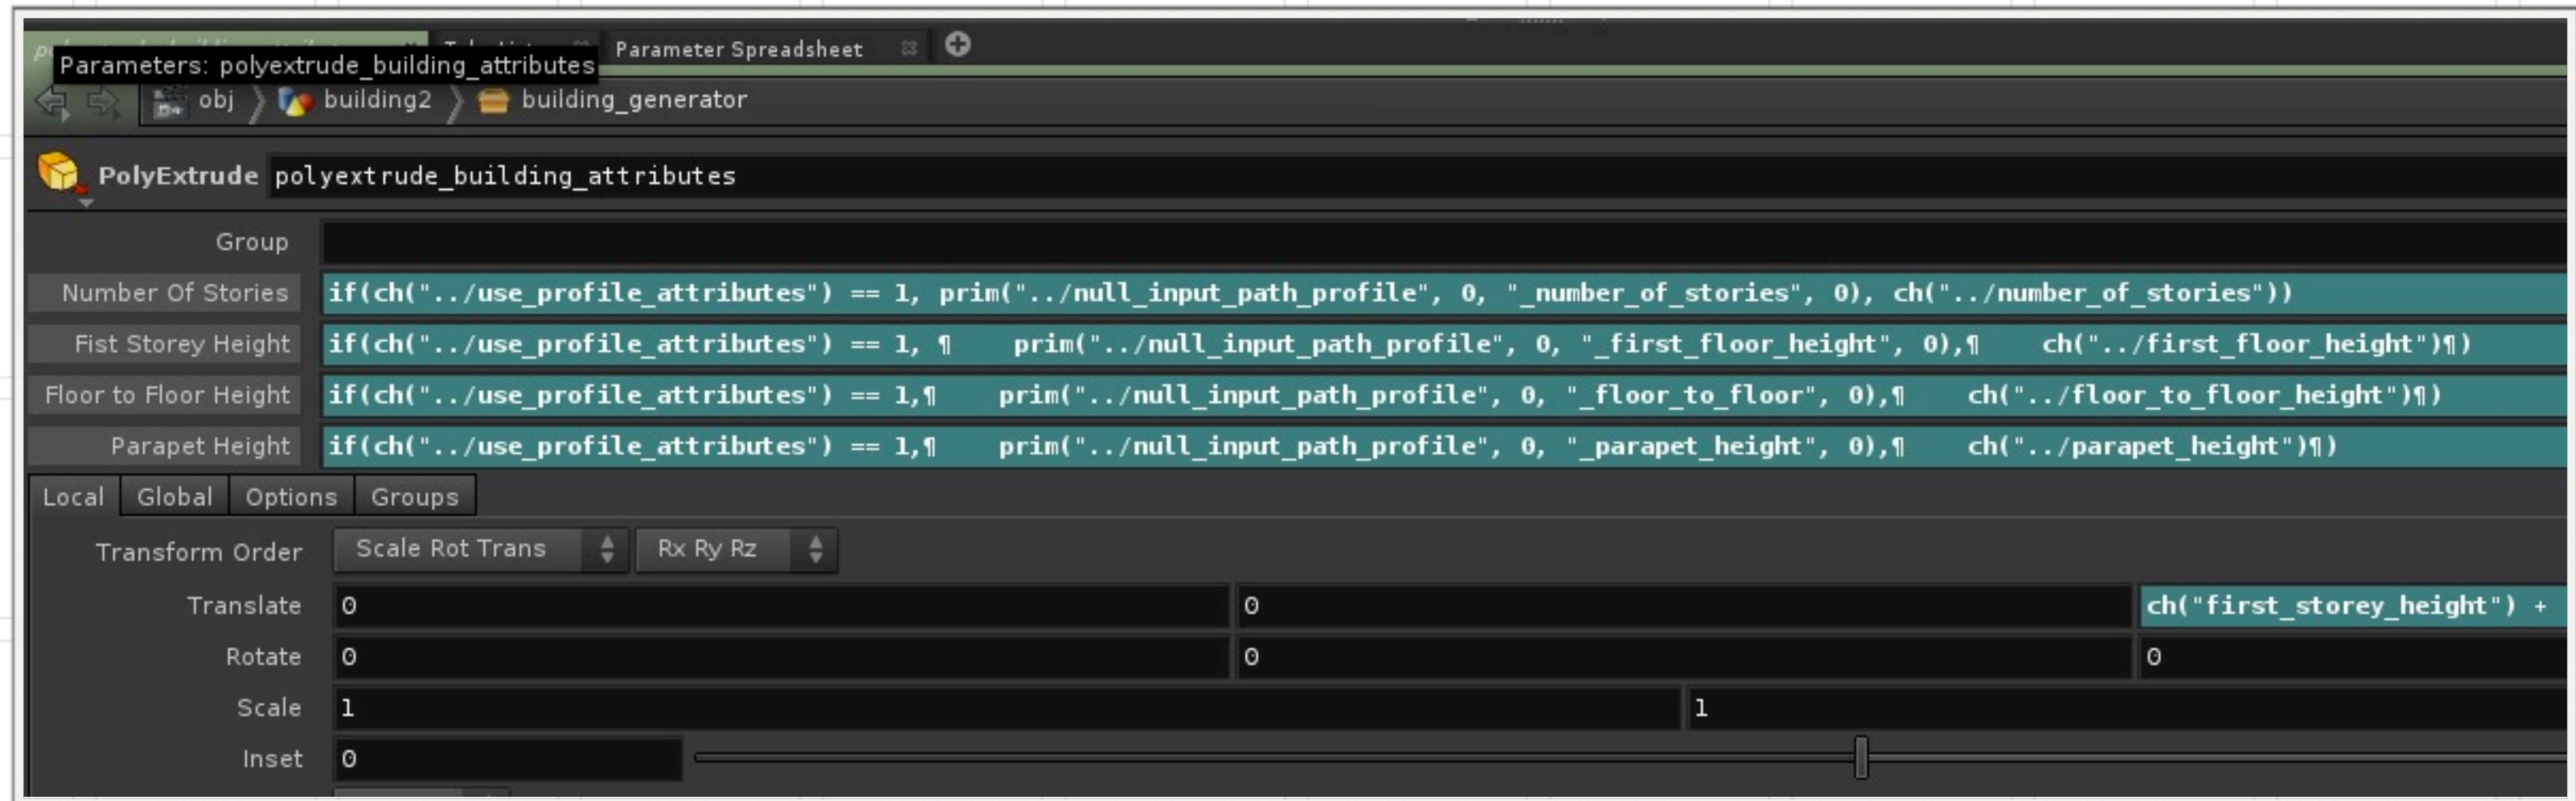 Parameter Spreadsheet
Parameters: polyextrude_building_attributes
obj building2 building_generator
PolyExtrude polyextrude_building_attributes
Group
Number Of Stories if(ch("../use_profile_attributes") == 1, prim("../null_input_path_profile", 0, "_number_of_stories", 0), ch("../number_of_stories"))
Fist Storey Height if(ch("../use_profile_attributes") == 1, ¶ prim("../null_input_path_profile", 0, "_first_floor_height", 0),¶ ch("../first_floor_height")¶)
Floor to Floor Height if(ch("../use_profile_attributes") == 1,¶ prim("../null_input_path_profile", 0, "_floor_to_floor", 0),¶ ch("../floor_to_floor_height")¶)
Parapet Height if(ch("../use_profile_attributes") == 1,¶ prim("../null_input_path_profile", 0, "_parapet_height", 0),¶ ch("../parapet_height")¶)
Local Global Options Groups
Transform Order Scale Rot Trans Rx Ry Rz
Translate 0 0 ch("first_storey_height") +
Rotate 0 0 0
Scale 1 1
Inset 0